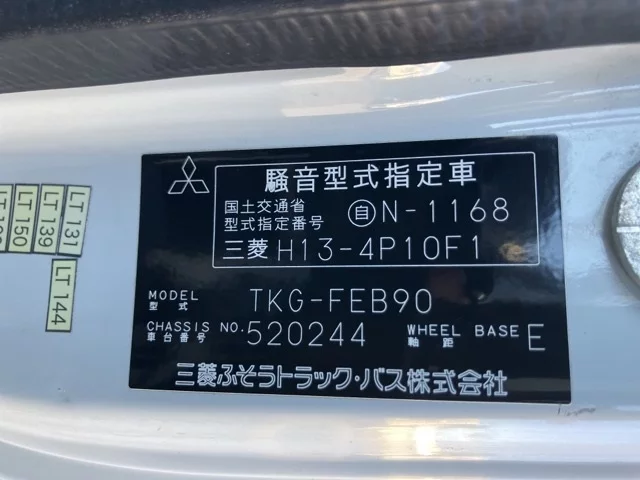 騒音型式指定車
国土交通省
型式指定番号 自N-1168
三菱 H13-4P10F1
MODEL
型式
TKG-FEB90
CHASSIS NO.
車台番号
520244
WHEEL BASE
軸距
E
三菱ふそうトラック・バス株式会社
LT 150
LT 139
LT 131
LT 144